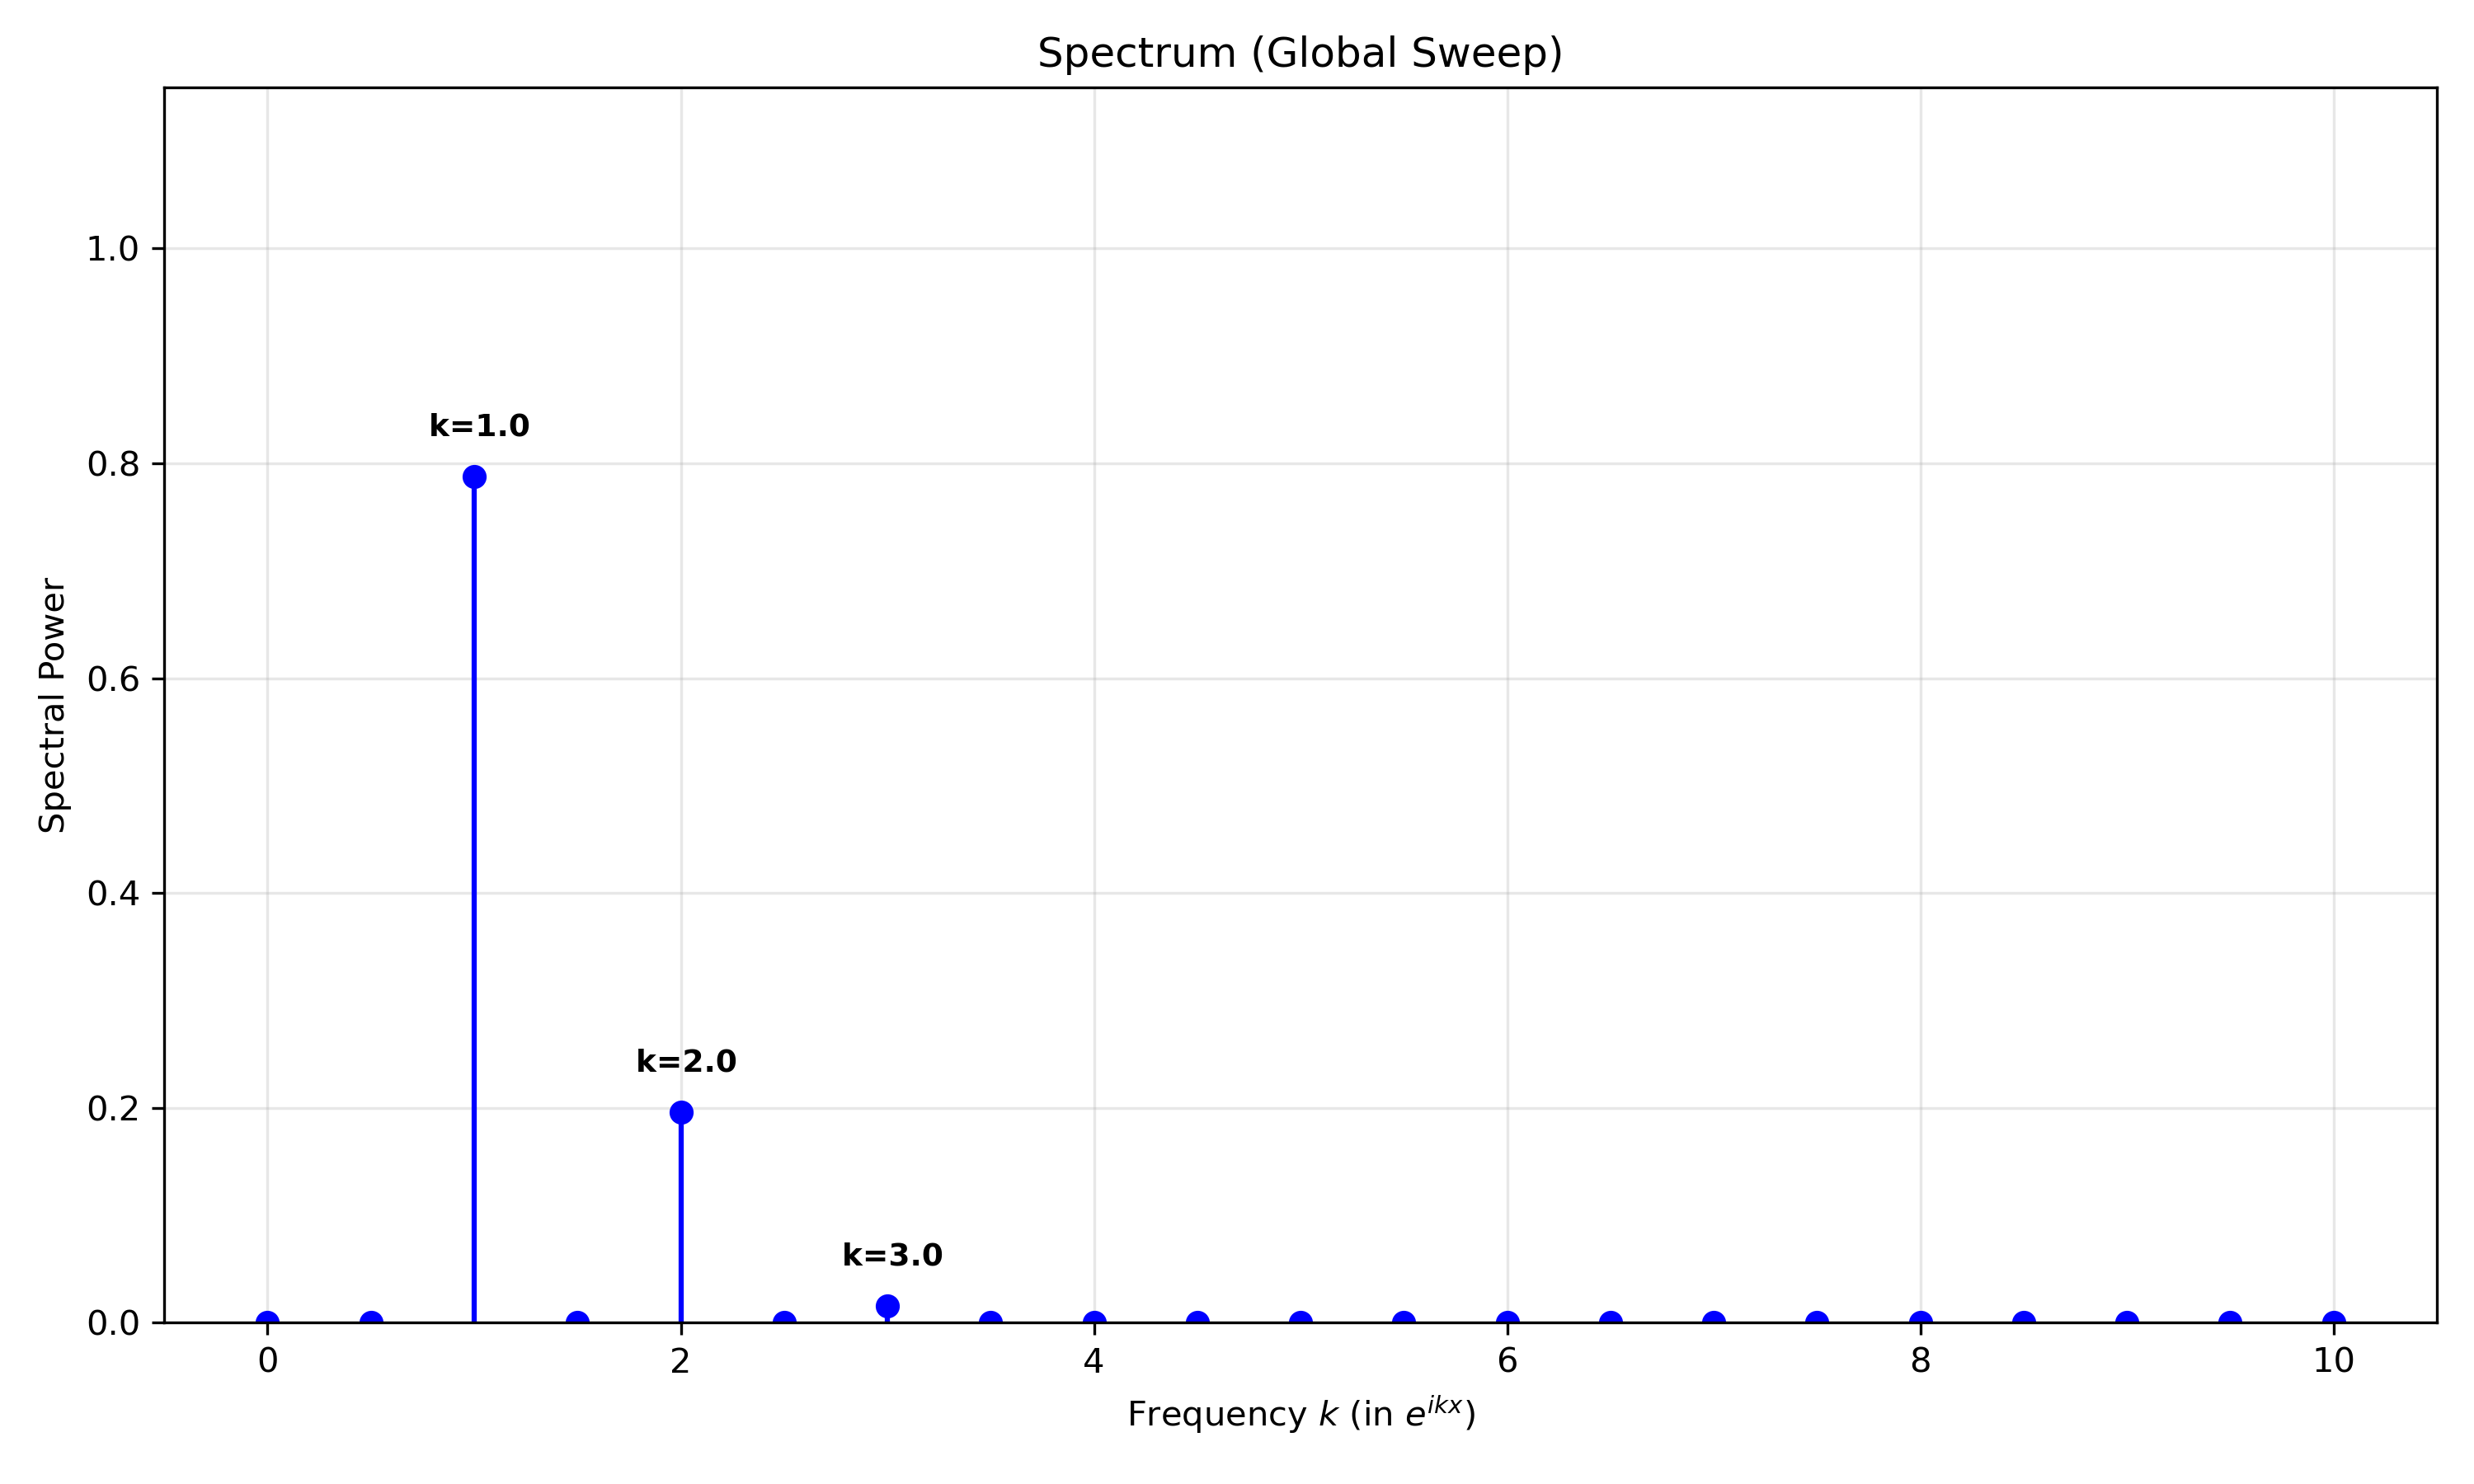 Spectrum (Global Sweep)
Spectral Power
1.0
0.8
0.6
0.4
0.2
0.0
k=1.0
k=2.0
k=3.0
0 2 4 6 8 10
Frequency k (in e^{ikx})